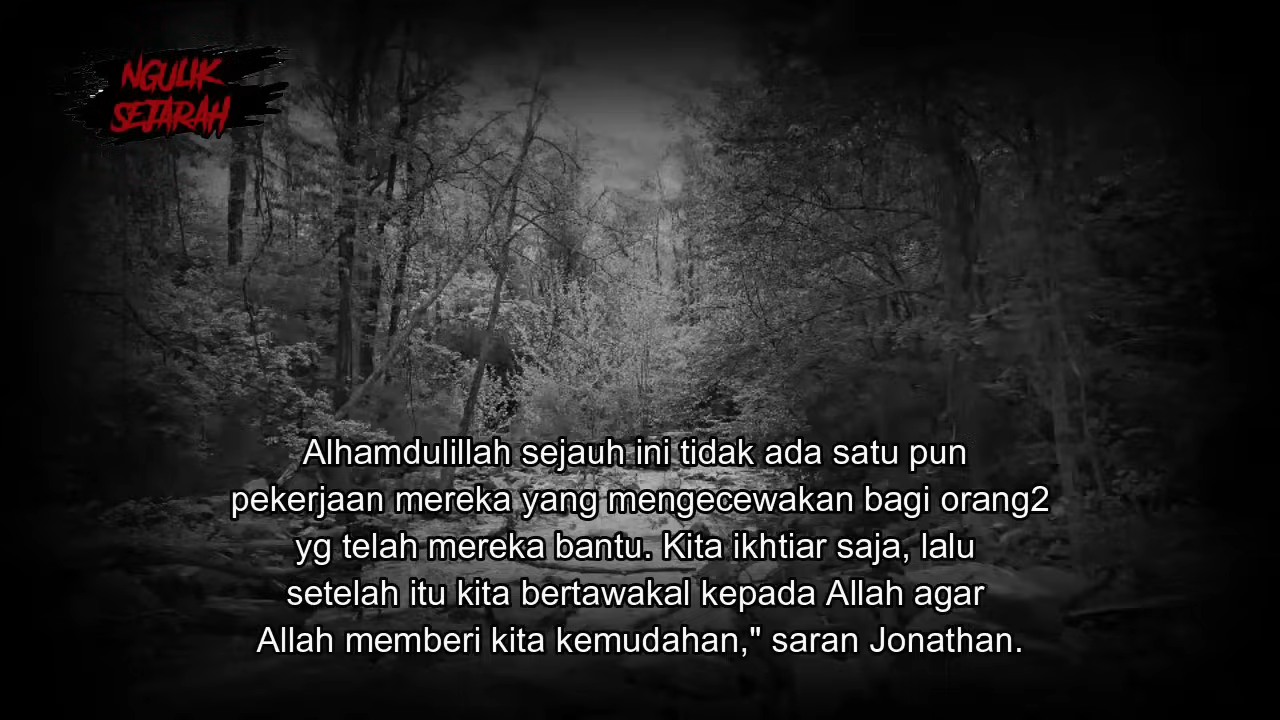 NGULIK
SEJARAH
Alhamdulillah sejauh ini tidak ada satu pun
pekerjaan mereka yang mengecewakan bagi orang2
yg telah mereka bantu. Kita ikhtiar saja, lalu
setelah itu kita bertawakal kepada Allah agar
Allah memberi kita kemudahan," saran Jonathan.